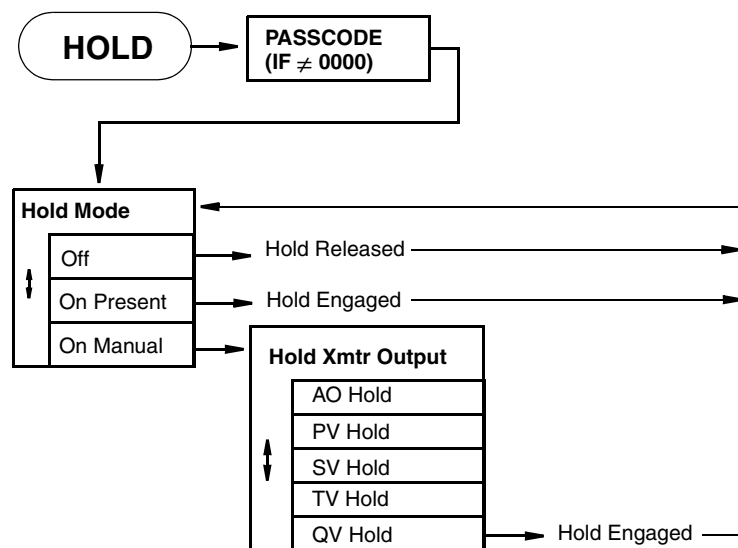 HOLD
PASSCODE
(IF ≠ 0000)
Hold Mode
Off
Hold Released
On Present
Hold Engaged
On Manual
Hold Xmtr Output
AO Hold
PV Hold
SV Hold
TV Hold
QV Hold
Hold Engaged